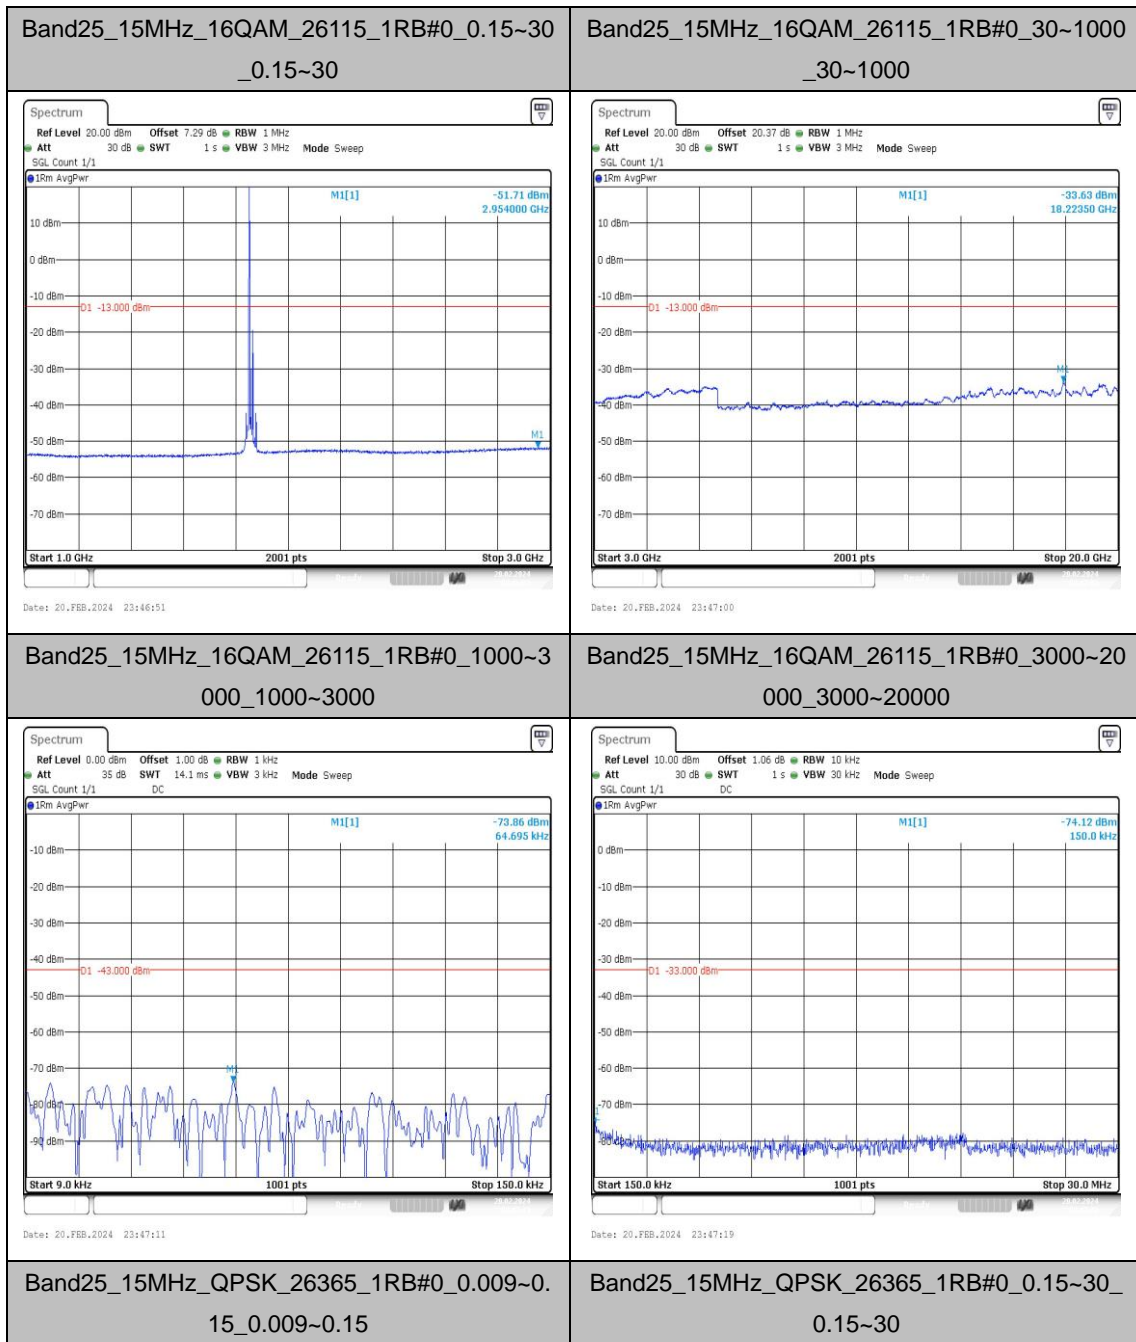 Band25_15MHz_16QAM_26115_1RB#0_0.15~30
_0.15~30
Band25_15MHz_16QAM_26115_1RB#0_30~1000
_30~1000
Spectrum
Ref Level 20.00 dBm Offset 7.29 dB RBW 1 MHz
Att 30 dB SWT 1 s VBW 3 MHz Mode Sweep
SGL Count 1/1
1Rm AvgPwr
M1[1] -51.71 dBm
2.954000 GHz
10 dBm
0 dBm
-10 dBm
D1 -13.000 dBm
-20 dBm
-30 dBm
-40 dBm
-50 dBm
M1
-60 dBm
-70 dBm
Start 1.0 GHz 2001 pts Stop 3.0 GHz
Date: 20.FEB.2024 23:46:51
Spectrum
Ref Level 20.00 dBm Offset 20.37 dB RBW 1 MHz
Att 30 dB SWT 1 s VBW 3 MHz Mode Sweep
SGL Count 1/1
1Rm AvgPwr
M1[1] -33.63 dBm
18.22350 GHz
10 dBm
0 dBm
-10 dBm
D1 -13.000 dBm
-20 dBm
-30 dBm
M1
-40 dBm
-50 dBm
-60 dBm
-70 dBm
Start 3.0 GHz 2001 pts Stop 20.0 GHz
Date: 20.FEB.2024 23:47:00
Band25_15MHz_16QAM_26115_1RB#0_1000~3
000_1000~3000
Band25_15MHz_16QAM_26115_1RB#0_3000~20
000_3000~20000
Spectrum
Ref Level 0.00 dBm Offset 1.00 dB RBW 1 kHz
Att 35 dB SWT 14.1 ms VBW 3 kHz Mode Sweep
SGL Count 1/1 DC
1Rm AvgPwr
M1[1] -73.86 dBm
64.695 kHz
-10 dBm
-20 dBm
-30 dBm
-40 dBm
D1 -43.000 dBm
-50 dBm
-60 dBm
-70 dBm
M1
-80 dBm
-90 dBm
Start 9.0 kHz 1001 pts Stop 150.0 kHz
Date: 20.FEB.2024 23:47:11
Spectrum
Ref Level 10.00 dBm Offset 1.06 dB RBW 10 kHz
Att 30 dB SWT 1 s VBW 30 kHz Mode Sweep
SGL Count 1/1 DC
1Rm AvgPwr
M1[1] -74.12 dBm
150.0 kHz
0 dBm
-10 dBm
-20 dBm
-30 dBm
D1 -33.000 dBm
-40 dBm
-50 dBm
-60 dBm
-70 dBm
-80 dBm
Start 150.0 kHz 1001 pts Stop 30.0 MHz
Date: 20.FEB.2024 23:47:19
Band25_15MHz_QPSK_26365_1RB#0_0.009~0.
15_0.009~0.15
Band25_15MHz_QPSK_26365_1RB#0_0.15~30_
0.15~30